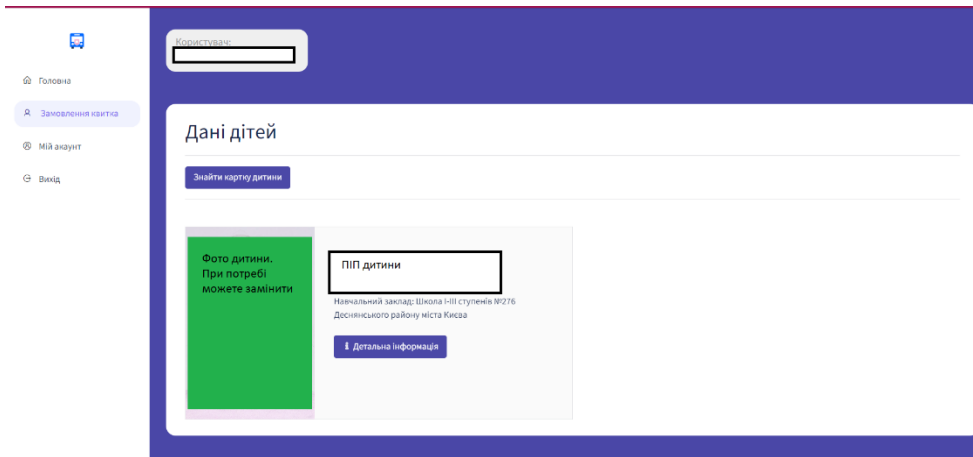 Користувач:
Головна
Замовлення квитка
Мій акаунт
Вихід
Дані дітей
Знайти картку дитини
Фото дитини.
При потребі
можете замінити
ПІП дитини
Навчальний заклад: Школа І-ІІІ ступенів №276
Деснянського району міста Києва
Детальна інформація